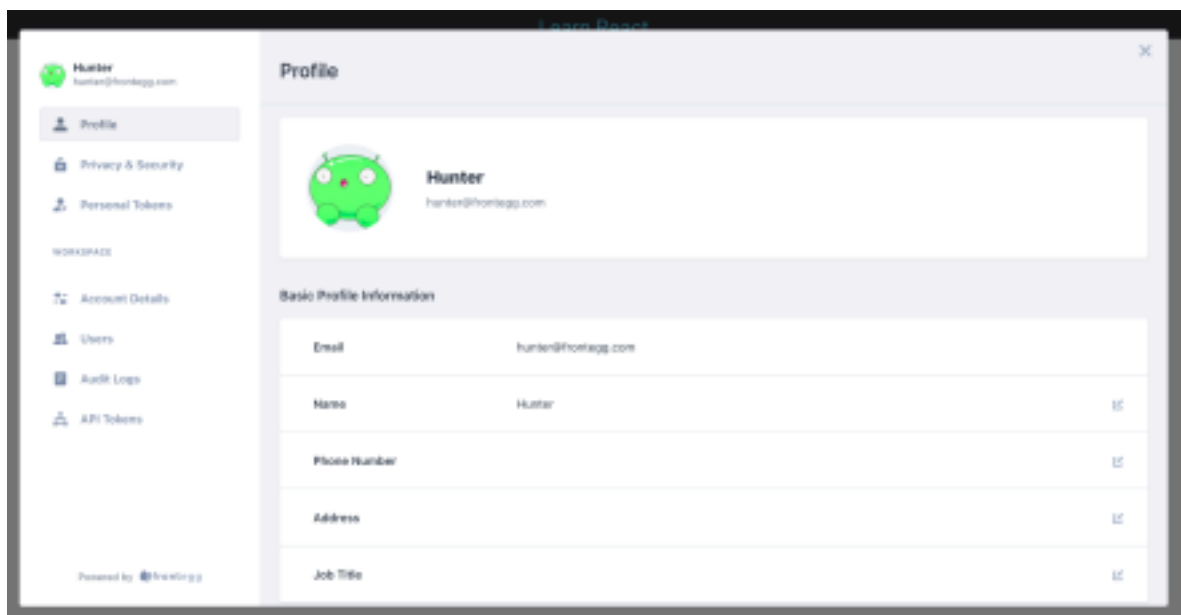 Learn React
Hunter
hunter@frontegg.com
Profile
Privacy & Security
Personal Tokens
WORKSPACE
Account Details
Users
Audit Logs
API Tokens
Powered by frontegg
Profile
Hunter
hunter@frontegg.com
Basic Profile Information
Email hunter@frontegg.com
Name Hunter
Phone Number
Address
Job Title